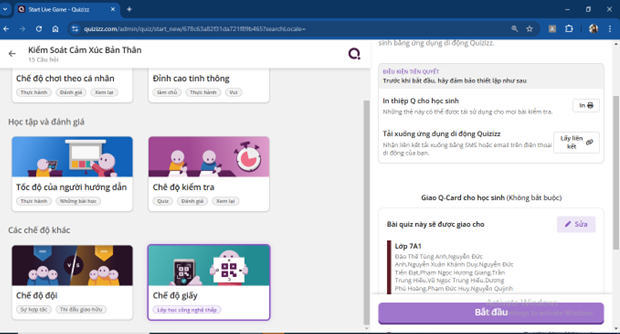 Start Live Game - Quizizz
quizizz.com/admin/quiz/start_new/678c63a82f31da721f89b465?searchLocale=
Kiểm Soát Cảm Xúc Bản Thân
15 Câu hỏi
Chế độ chơi theo cá nhân
Thực hành Đánh giá Xem lại
Đỉnh cao tinh thông
làm chủ Thực hành Vui
Học tập và đánh giá
Tốc độ của người hướng dẫn
Thực hành Những bài học
Chế độ kiểm tra
Quiz Đánh giá Xem lại
Các chế độ khác
Chế độ đội
Sự hợp tác Thi đấu giao hữu
Chế độ giấy
Lớp học công nghệ thấp
sinh bằng ứng dụng di động Quizizz.
ĐIỀU KIỆN TIÊN QUYẾT
Trước khi bắt đầu, hãy đảm bảo thiết lập như sau
In thiệp Q cho học sinh
Những thẻ này có thể được tái sử dụng cho mọi bài kiểm tra.
In
Tải xuống ứng dụng di động Quizizz
Nhận liên kết tải xuống bằng SMS hoặc email trên điện thoại
di động của bạn.
Lấy liên
kết
Giao Q-Card cho học sinh (Không bắt buộc)
Bài quiz này sẽ được giao cho
Sửa
Lớp 7A1
Đào Thế Tùng Anh,Nguyễn Đức
Anh,Nguyễn Xuân Khánh Duy,Nguyễn Đức
Tiến Đạt,Phạm Ngọc Hương Giang,Trần
Trung Hiếu,Vũ Ngọc Trung Hiếu,Dương
Phú Hoàng,Phạm Đức Huy,Nguyễn Quỳnh
Activate Windows
Bắt đầu